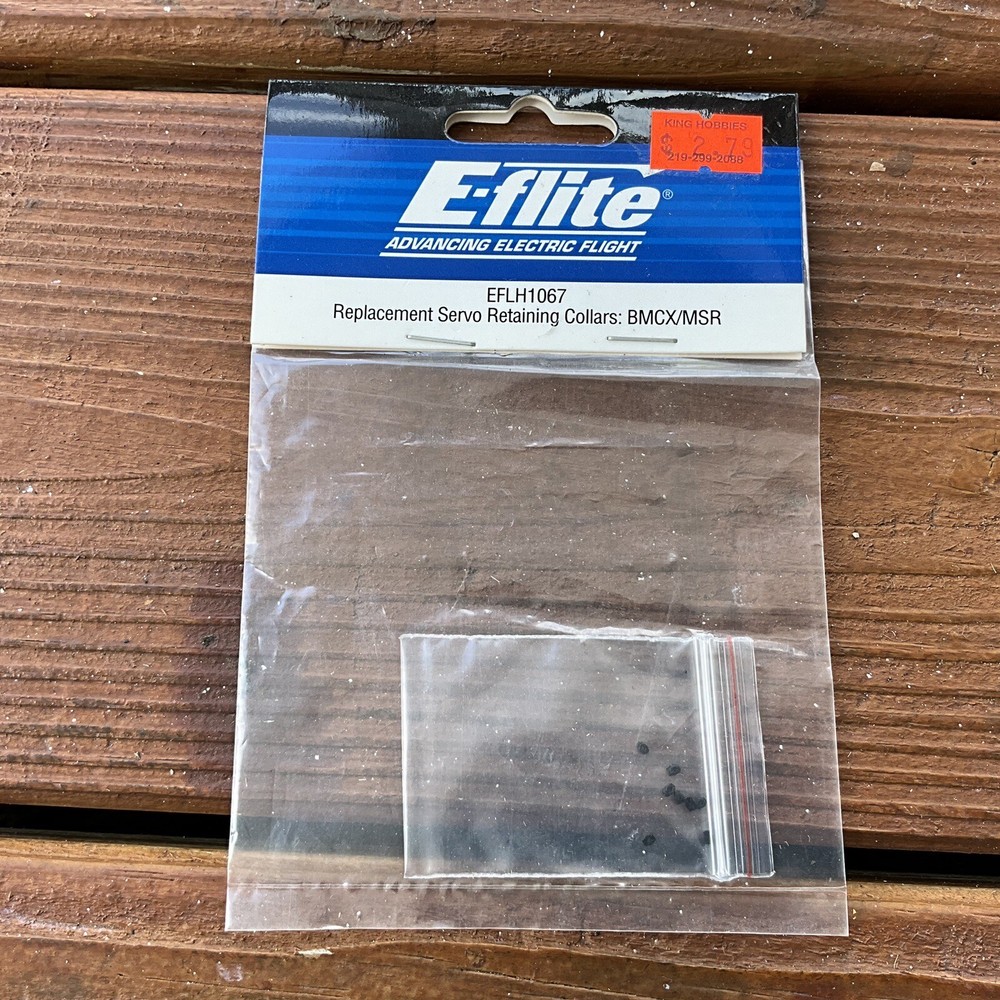 KING HOBBIES
$ 2.79
219-299-2088
E-flite®
ADVANCING ELECTRIC FLIGHT
EFLH1067
Replacement Servo Retaining Collars: BMCX/MSR